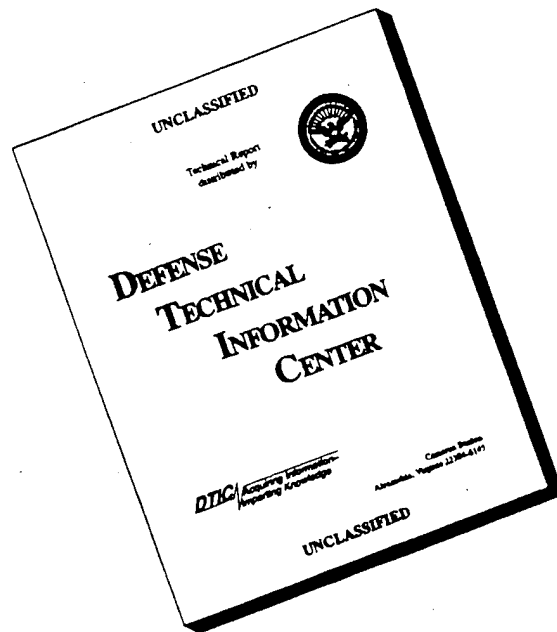 UNCLASSIFIED
Technical Report
distributed by
DEFENSE
TECHNICAL
INFORMATION
CENTER
DTIC Acquiring Information-
Imparting Knowledge
Cameron Station
Alexandria, Virginia 22304-6145
UNCLASSIFIED